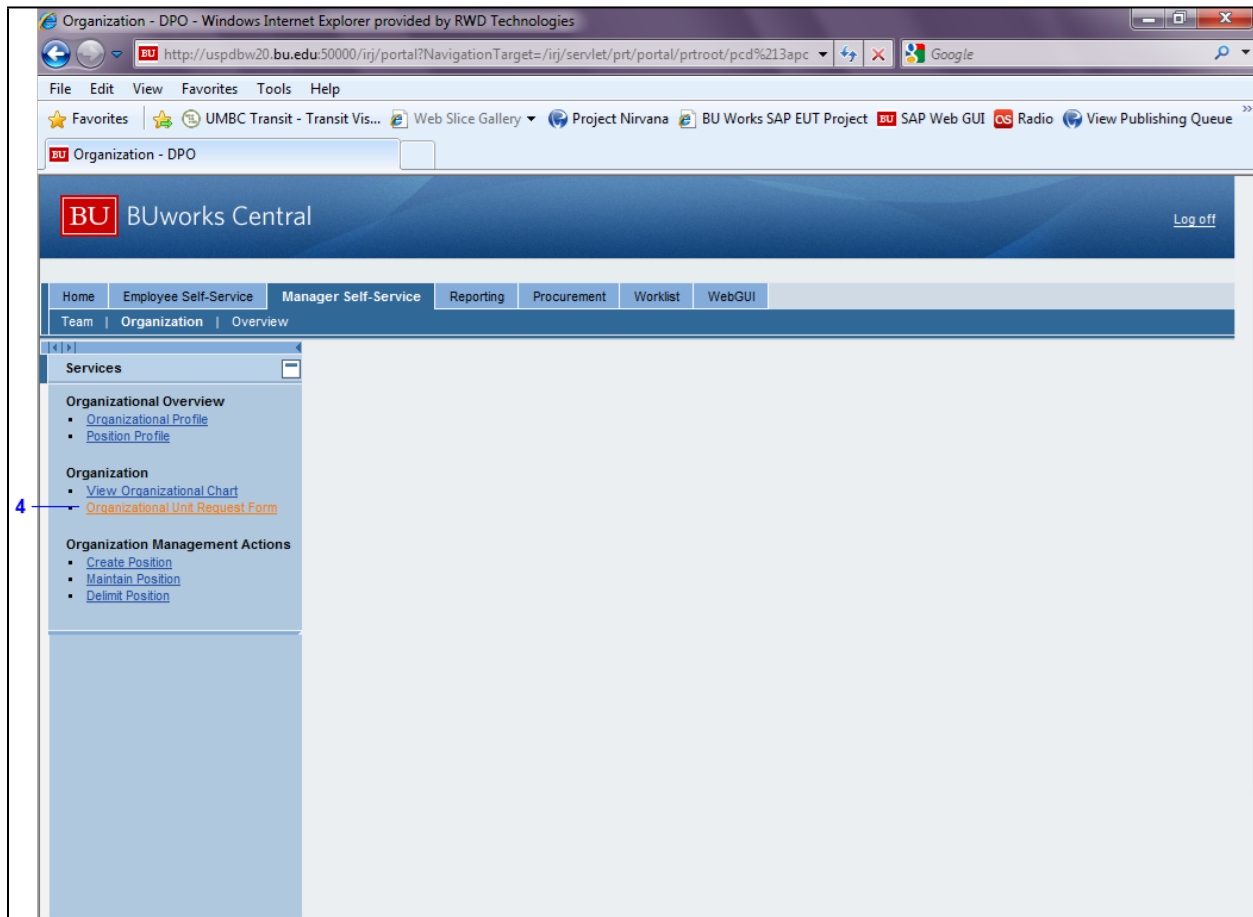 Organization - DPO - Windows Internet Explorer provided by RWD Technologies
BU http://uspdbw20.bu.edu:50000/irj/portal?NavigationTarget=/irj/servlet/prt/portal/prtroot/pcd%213apc Google
File Edit View Favorites Tools Help
Favorites UMBC Transit - Transit Vis... Web Slice Gallery Project Nirvana BU Works SAP EUT Project BU SAP Web GUI Radio View Publishing Queue »
BU Organization - DPO
BU BUworks Central
Log off
Home Employee Self-Service Manager Self-Service Reporting Procurement Worklist WebGUI
Team | Organization | Overview
Services
Organizational Overview
Organizational Profile
Position Profile
Organization
View Organizational Chart
4 Organizational Unit Request Form
Organization Management Actions
Create Position
Maintain Position
Delimit Position